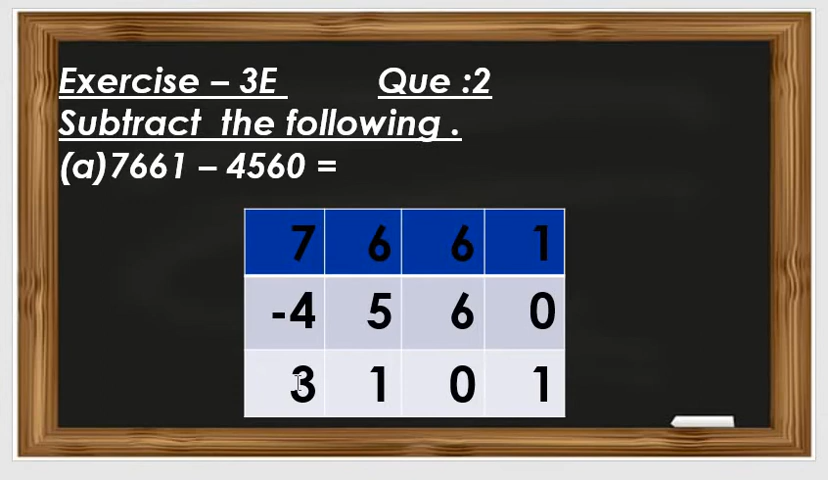 Exercise – 3E Que :2
Subtract the following .
(a)7661 – 4560 =
7 6 6 1
-4 5 6 0
3 1 0 1